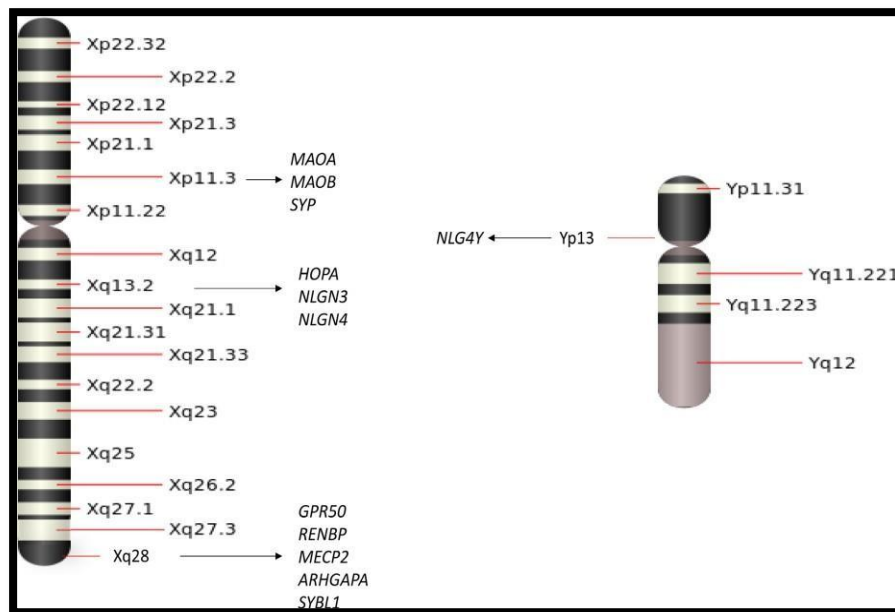 Xp22.32
Xp22.2
Xp22.12
Xp21.3
Xp21.1
Xp11.3
MAOA
MAOB
SYP
Xp11.22
Xq12
Xq13.2
HOPA
NLGN3
NLGN4
Xq21.1
Xq21.31
Xq21.33
Xq22.2
Xq23
Xq25
Xq26.2
Xq27.1
Xq27.3
Xq28
GPR50
RENBP
MECP2
ARHGAPA
SYBL1
Yp11.31
NLG4Y
Yp13
Yq11.221
Yq11.223
Yq12